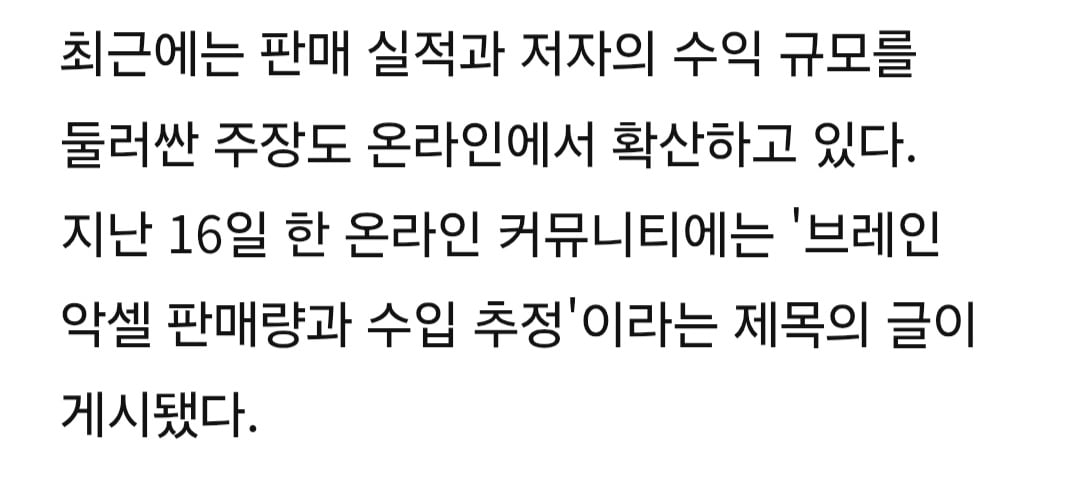 최근에는 판매 실적과 저자의 수익 규모를
둘러싼 주장도 온라인에서 확산하고 있다.
지난 16일 한 온라인 커뮤니티에는 '브레인
악셀 판매량과 수입 추정'이라는 제목의 글이
게시됐다.